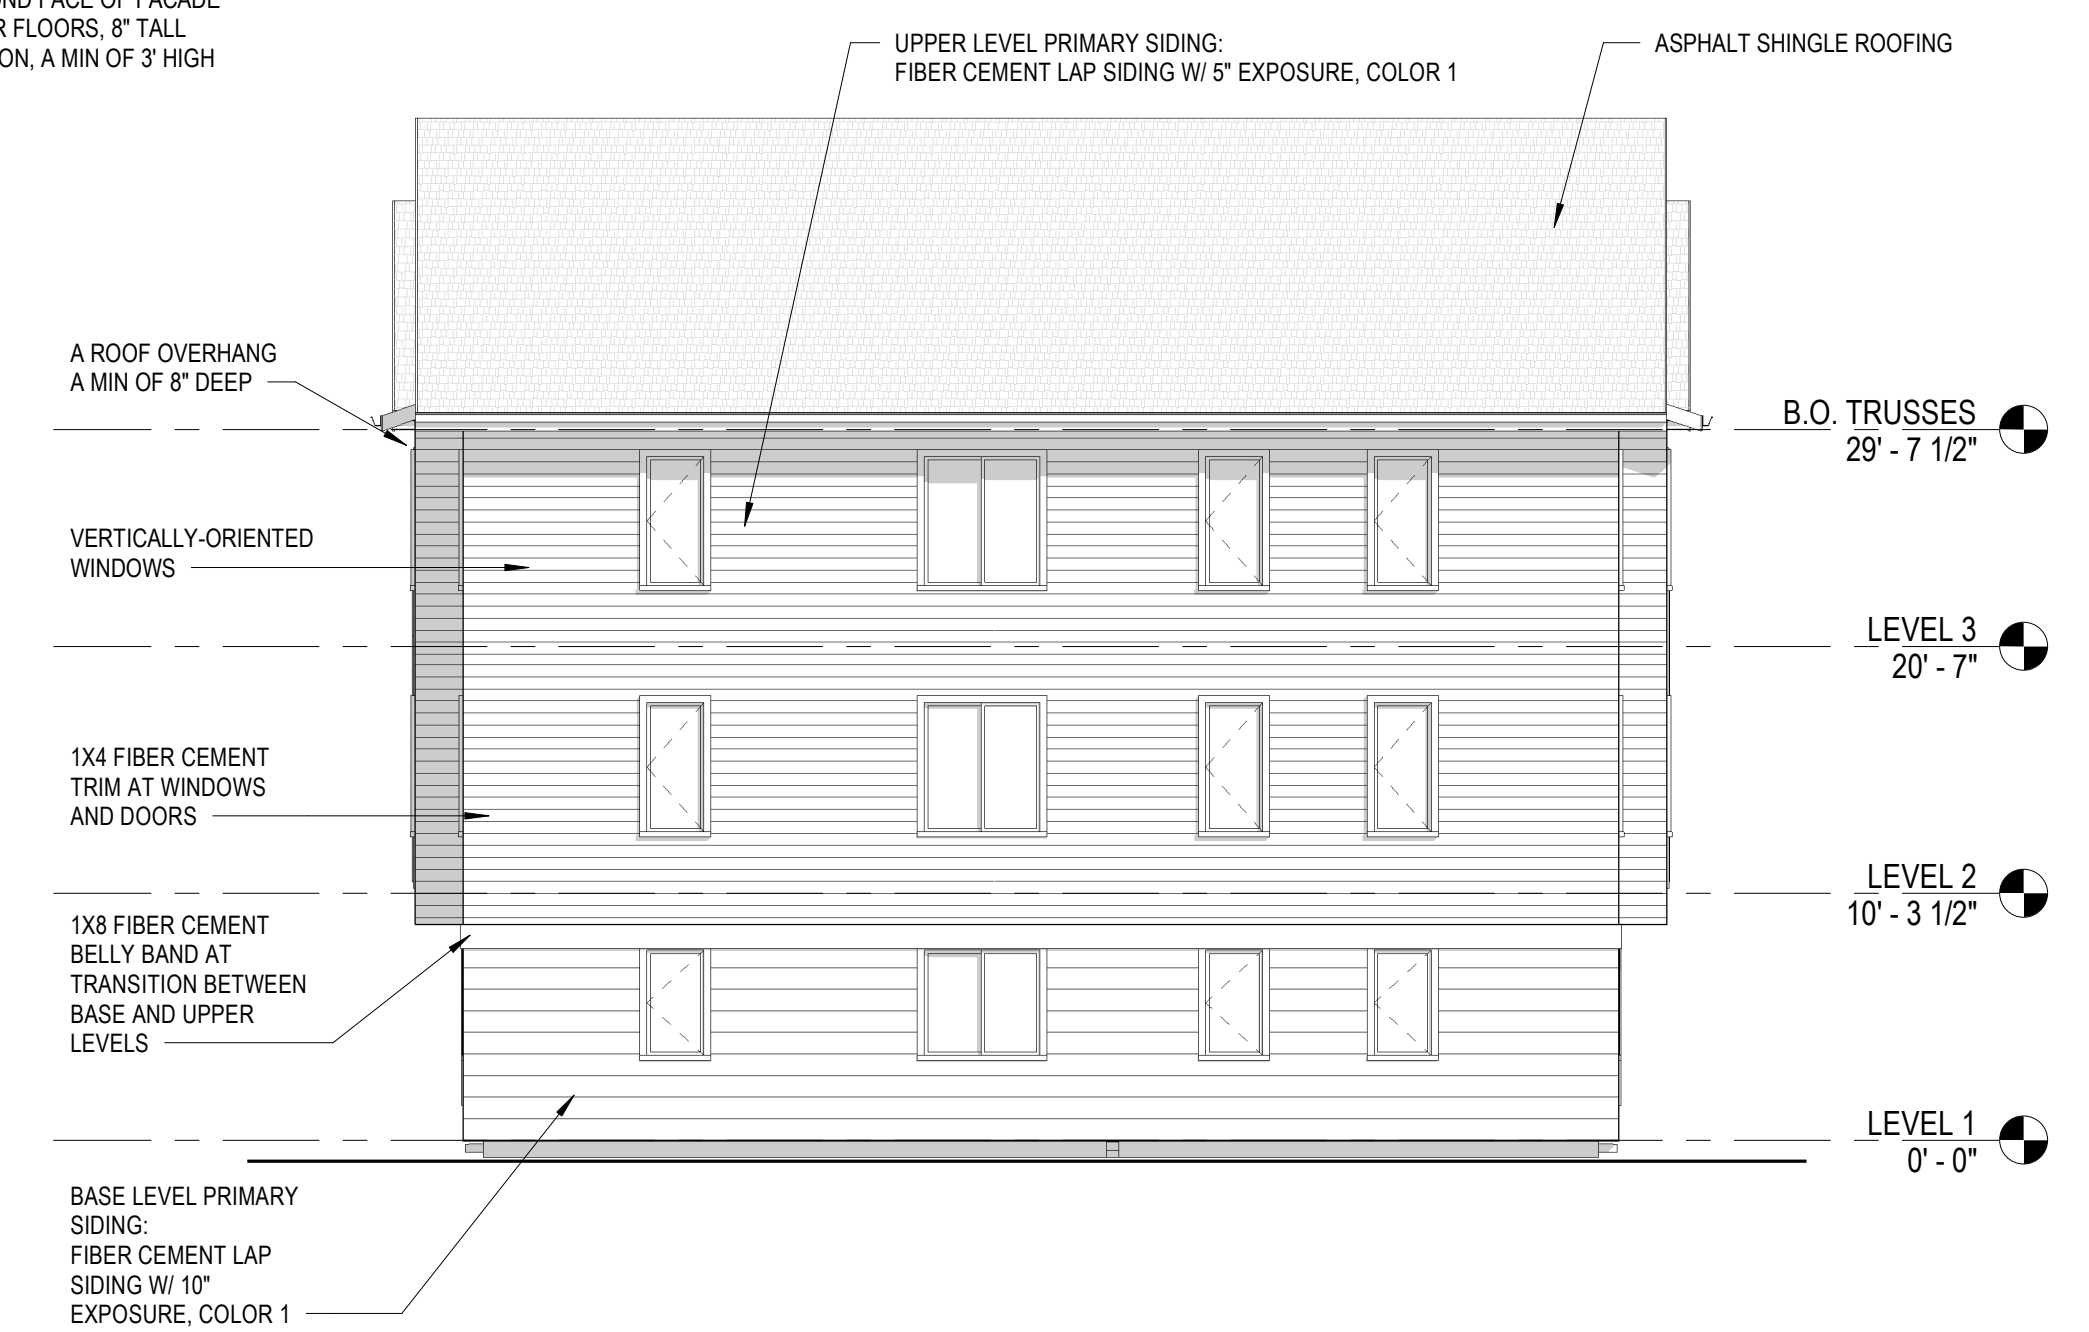 FLOORS, 8" TALL
A MIN OF 3' HIGH
UPPER LEVEL PRIMARY SIDING:
FIBER CEMENT LAP SIDING W/ 5" EXPOSURE, COLOR 1
ASPHALT SHINGLE ROOFING
A ROOF OVERHANG
A MIN OF 8" DEEP
B.O. TRUSSES
29' - 7 1/2"
VERTICALLY-ORIENTED
WINDOWS
LEVEL 3
20' - 7"
1X4 FIBER CEMENT
TRIM AT WINDOWS
AND DOORS
LEVEL 2
10' - 3 1/2"
1X8 FIBER CEMENT
BELLY BAND AT
TRANSITION BETWEEN
BASE AND UPPER
LEVELS
LEVEL 1
0' - 0"
BASE LEVEL PRIMARY
SIDING:
FIBER CEMENT LAP
SIDING W/ 10"
EXPOSURE, COLOR 1